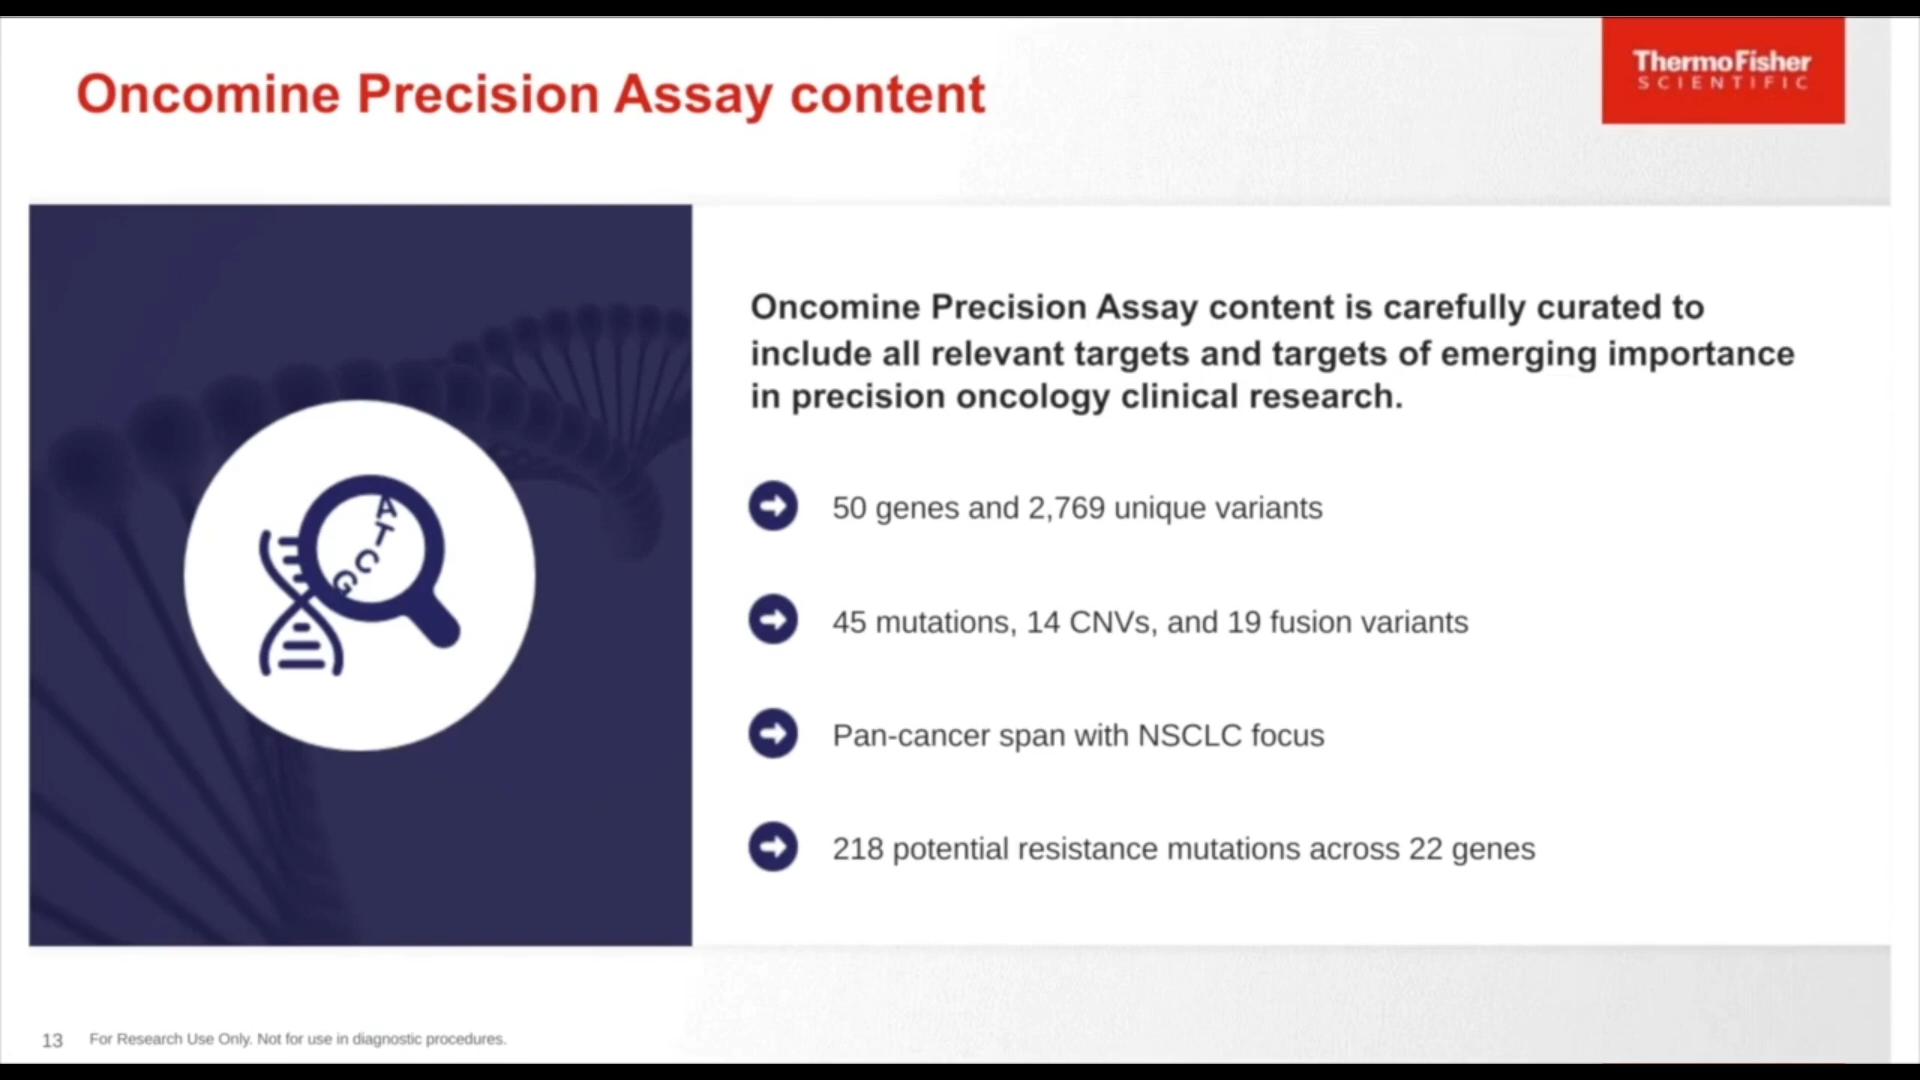 Oncomine Precision Assay content
ThermoFisher
SCIENTIFIC
A
T
C
G
Oncomine Precision Assay content is carefully curated to
include all relevant targets and targets of emerging importance
in precision oncology clinical research.
50 genes and 2,769 unique variants
45 mutations, 14 CNVs, and 19 fusion variants
Pan-cancer span with NSCLC focus
218 potential resistance mutations across 22 genes
13 For Research Use Only. Not for use in diagnostic procedures.